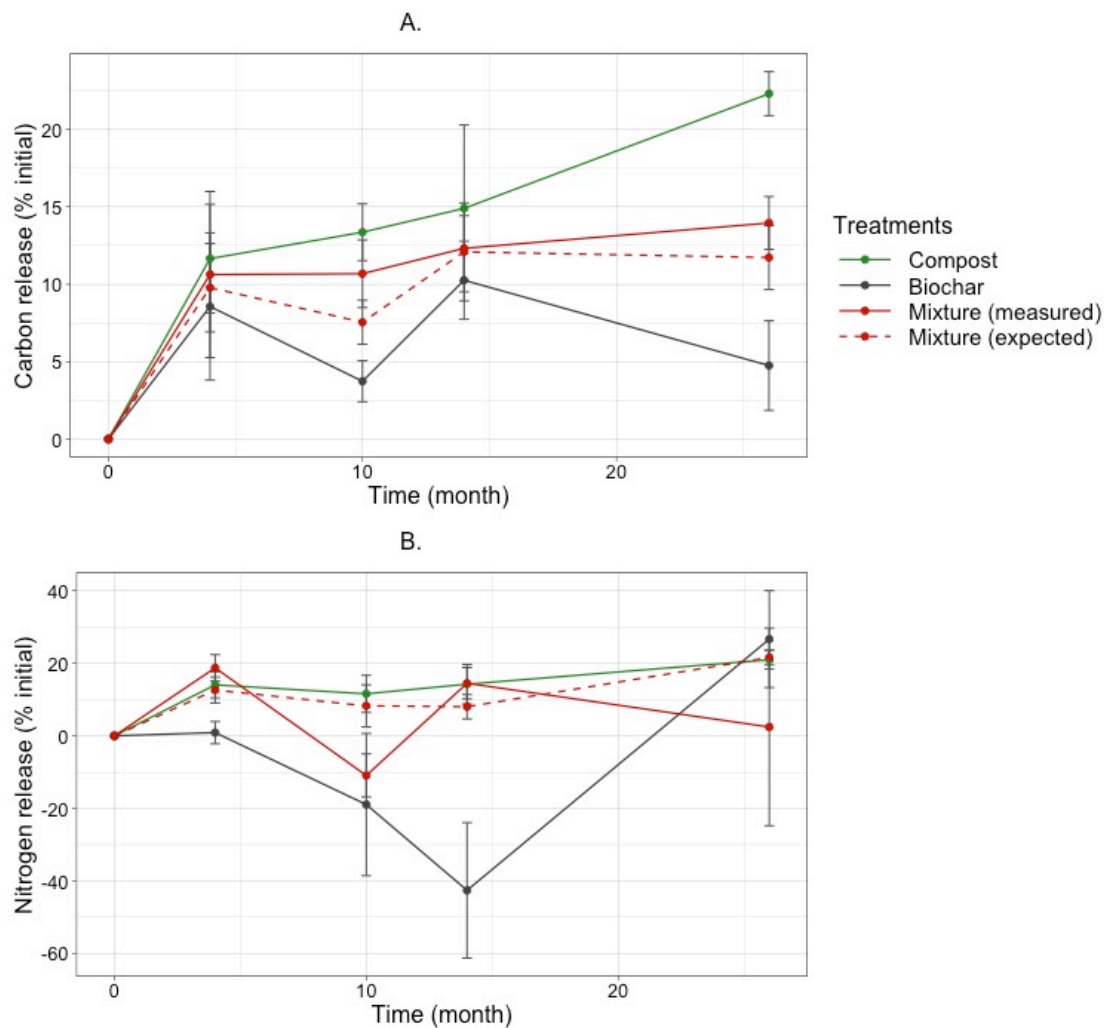 A.
Carbon release (% initial)
20
15
10
5
0
0 10 20
Time (month)
Treatments
Compost
Biochar
Mixture (measured)
Mixture (expected)
B.
Nitrogen release (% initial)
40
20
0
-20
-40
-60
0 10 20
Time (month)